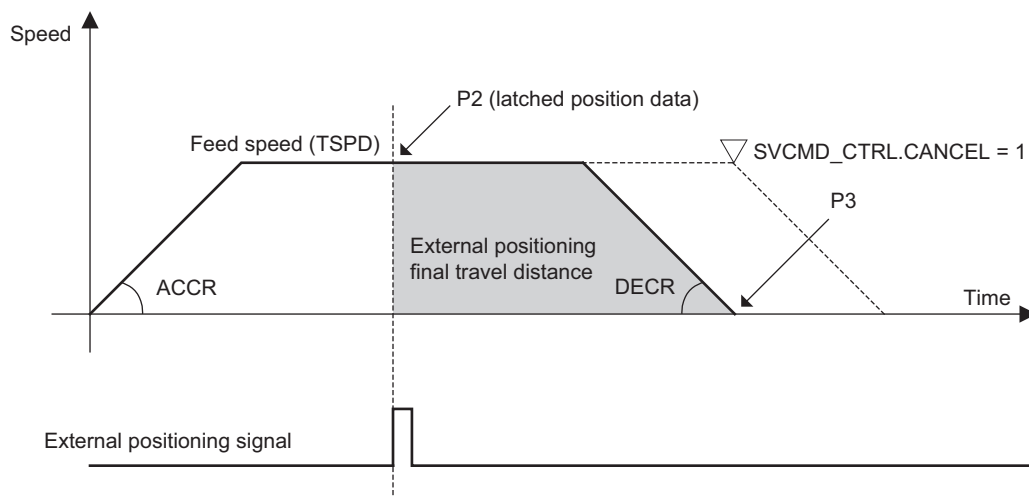 Speed
P2 (latched position data)
Feed speed (TSPD)
SVCMD_CTRL.CANCEL = 1
P3
External positioning
final travel distance
ACCR
DECR
Time
External positioning signal